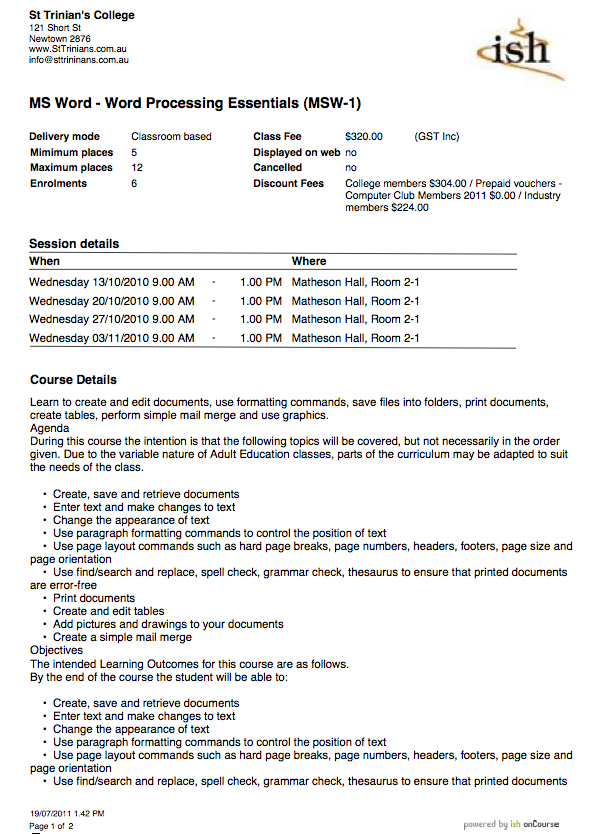 St Trinian's College
121 Short St
Newtown 2876
www.StTrinians.com.au
info@sttrininans.com.au
ish
MS Word - Word Processing Essentials (MSW-1)
Delivery mode Classroom based Class Fee $320.00 (GST Inc)
Mimimum places 5 Displayed on web no
Maximum places 12 Cancelled no
Enrolments 6 Discount Fees College members $304.00 / Prepaid vouchers -
Computer Club Members 2011 $0.00 / Industry
members $224.00
Session details
When Where
Wednesday 13/10/2010 9.00 AM - 1.00 PM Matheson Hall, Room 2-1
Wednesday 20/10/2010 9.00 AM - 1.00 PM Matheson Hall, Room 2-1
Wednesday 27/10/2010 9.00 AM - 1.00 PM Matheson Hall, Room 2-1
Wednesday 03/11/2010 9.00 AM - 1.00 PM Matheson Hall, Room 2-1
Course Details
Learn to create and edit documents, use formatting commands, save files into folders, print documents,
create tables, perform simple mail merge and use graphics.
Agenda
During this course the intention is that the following topics will be covered, but not necessarily in the order
given. Due to the variable nature of Adult Education classes, parts of the curriculum may be adapted to suit
the needs of the class.
• Create, save and retrieve documents
• Enter text and make changes to text
• Change the appearance of text
• Use paragraph formatting commands to control the position of text
• Use page layout commands such as hard page breaks, page numbers, headers, footers, page size and
page orientation
• Use find/search and replace, spell check, grammar check, thesaurus to ensure that printed documents
are error-free
• Print documents
• Create and edit tables
• Add pictures and drawings to your documents
• Create a simple mail merge
Objectives
The intended Learning Outcomes for this course are as follows.
By the end of the course the student will be able to:
• Create, save and retrieve documents
• Enter text and make changes to text
• Change the appearance of text
• Use paragraph formatting commands to control the position of text
• Use page layout commands such as hard page breaks, page numbers, headers, footers, page size and
page orientation
• Use find/search and replace, spell check, grammar check, thesaurus to ensure that printed documents
19/07/2011 1.42 PM
Page 1 of 2
powered by ish onCourse